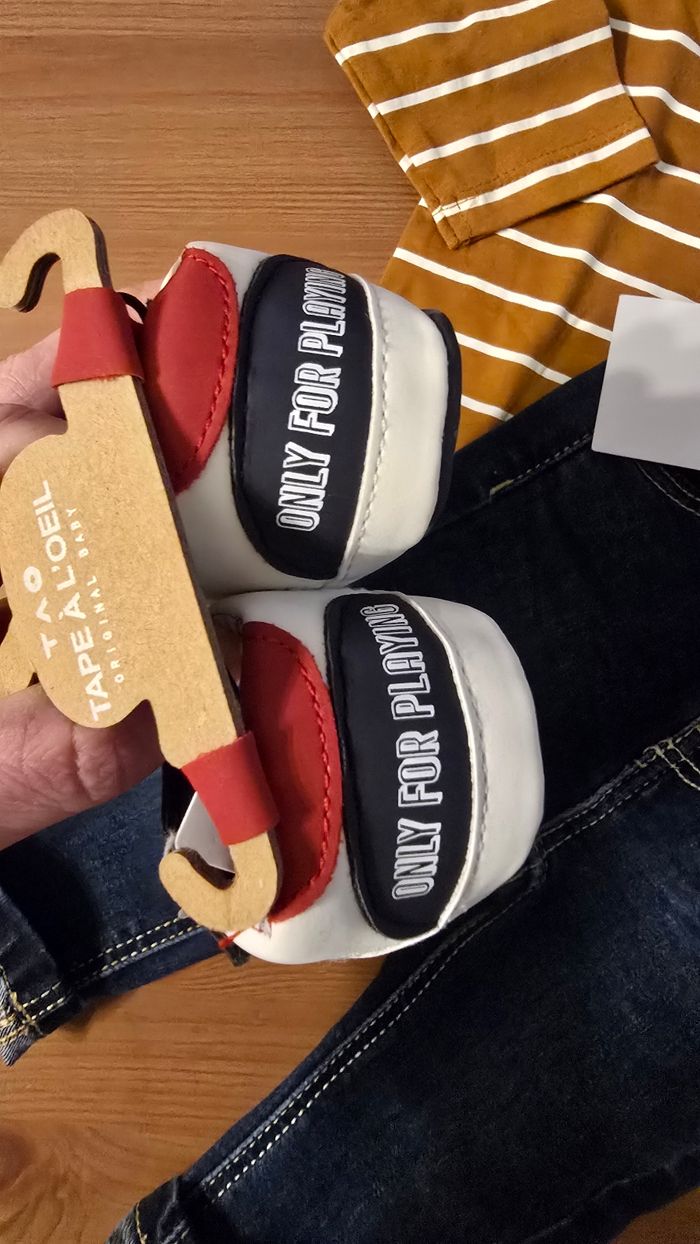 TAO
TAPE À L'OEIL
ORIGINAL BABY
ONLY FOR PLAYING
ONLY FOR PLAYING